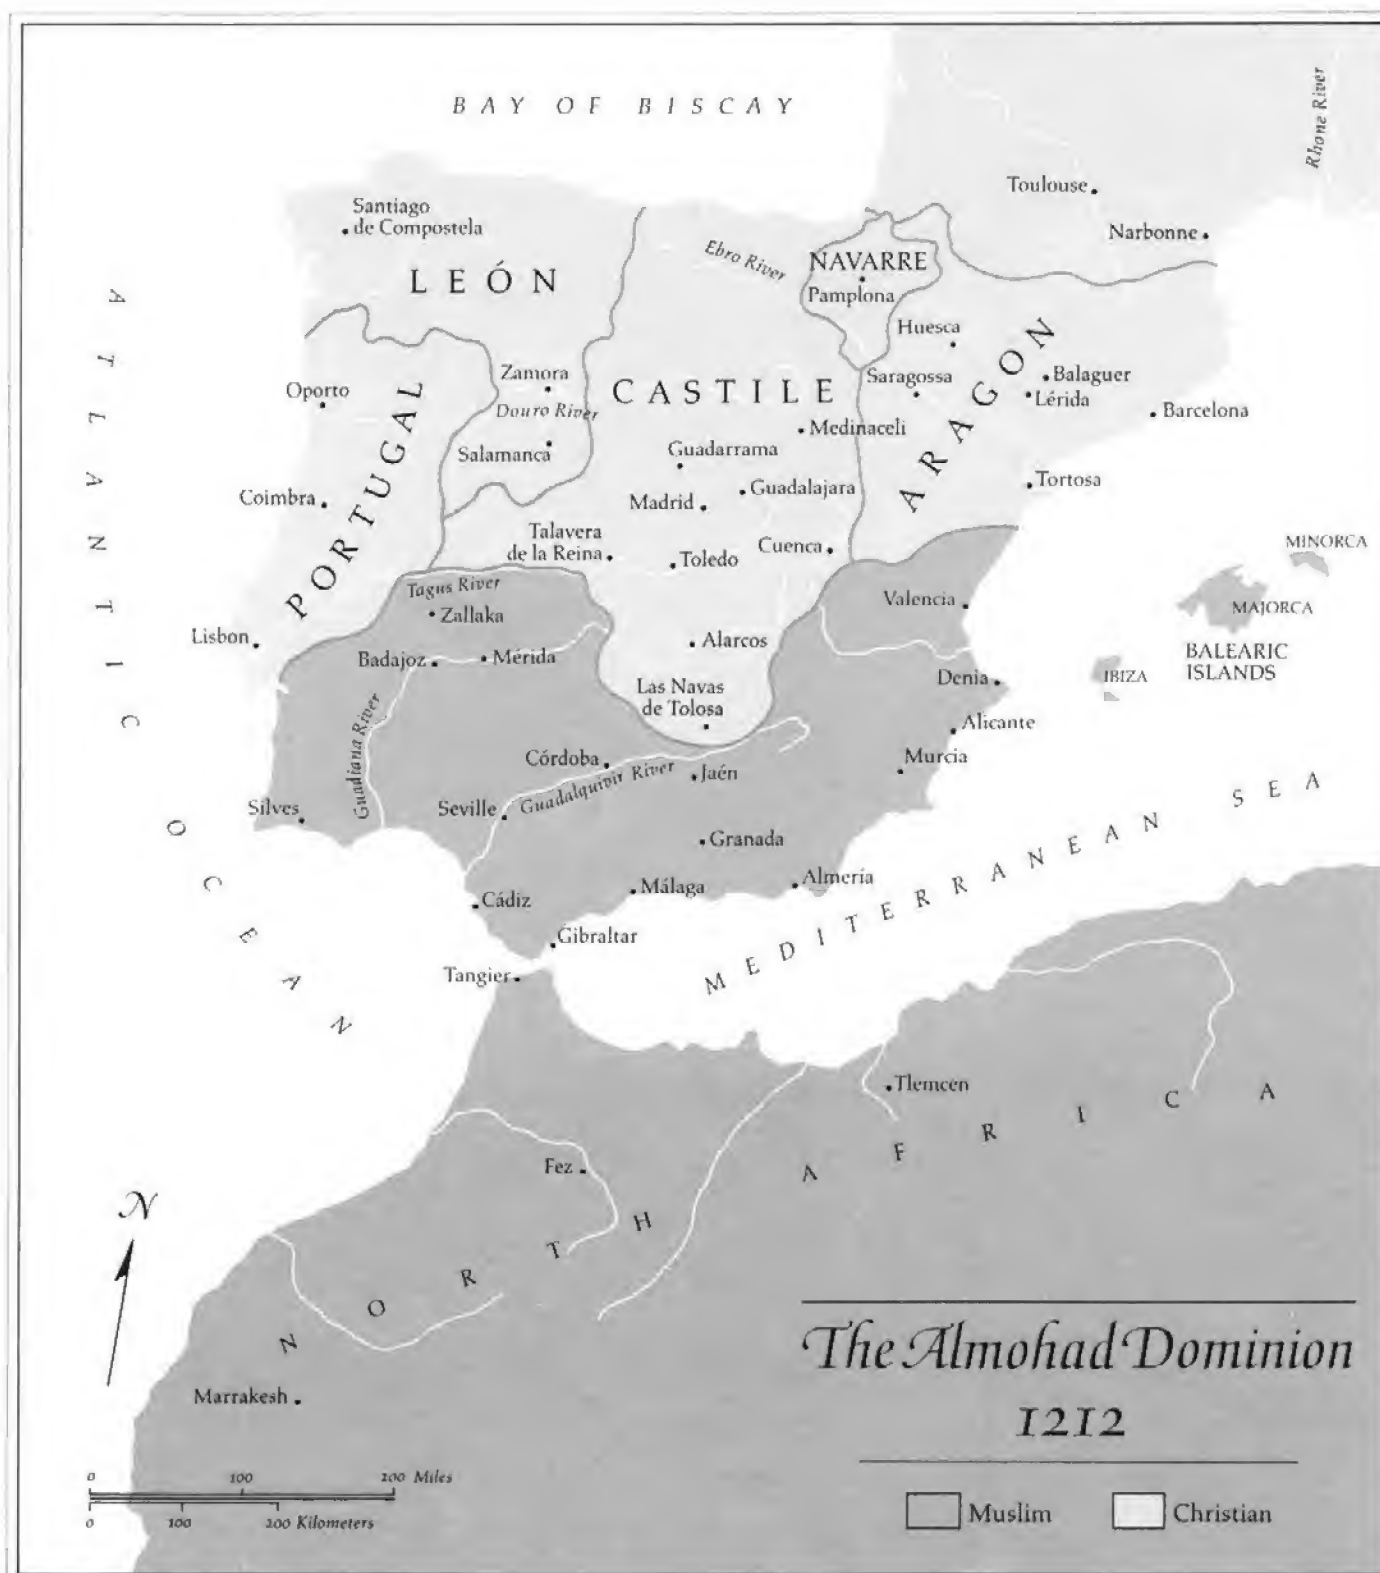 BAY OF BISCAY
Rhone River
Toulouse
Santiago
de Compostela
Narbonne
Ebro River
NAVARRE
Pamplona
LEÓN
ATLANTIC OCEAN
Huesca
ARAGON
Zamora
Saragossa
Balaguer
Oporto
CASTILE
Lérida
Douro River
Barcelona
PORTUGAL
Medinaceli
Salamanca
Guadarrama
Guadalajara
Tortosa
Coimbra
Madrid
Talavera
de la Reina
Cuenca
MINORCA
Toledo
Tagus River
Valencia
MAJORCA
Zallaka
Lisbon
Alarcos
BALEARIC
ISLANDS
Badajoz
Mérida
IBIZA
Denia
Las Navas
de Tolosa
Guadiana River
Alicante
Córdoba
Murcia
Guadalquivir River
Jaén
Silves
Seville
MEDITERRANEAN SEA
Granada
Almería
Málaga
Cádiz
Gibraltar
Tangier
Tlemcen
NORTH AFRICA
Fez
N
The Almohad Dominion
1212
Marrakesh
0 100 200 Miles
0 100 200 Kilometers
Muslim
Christian